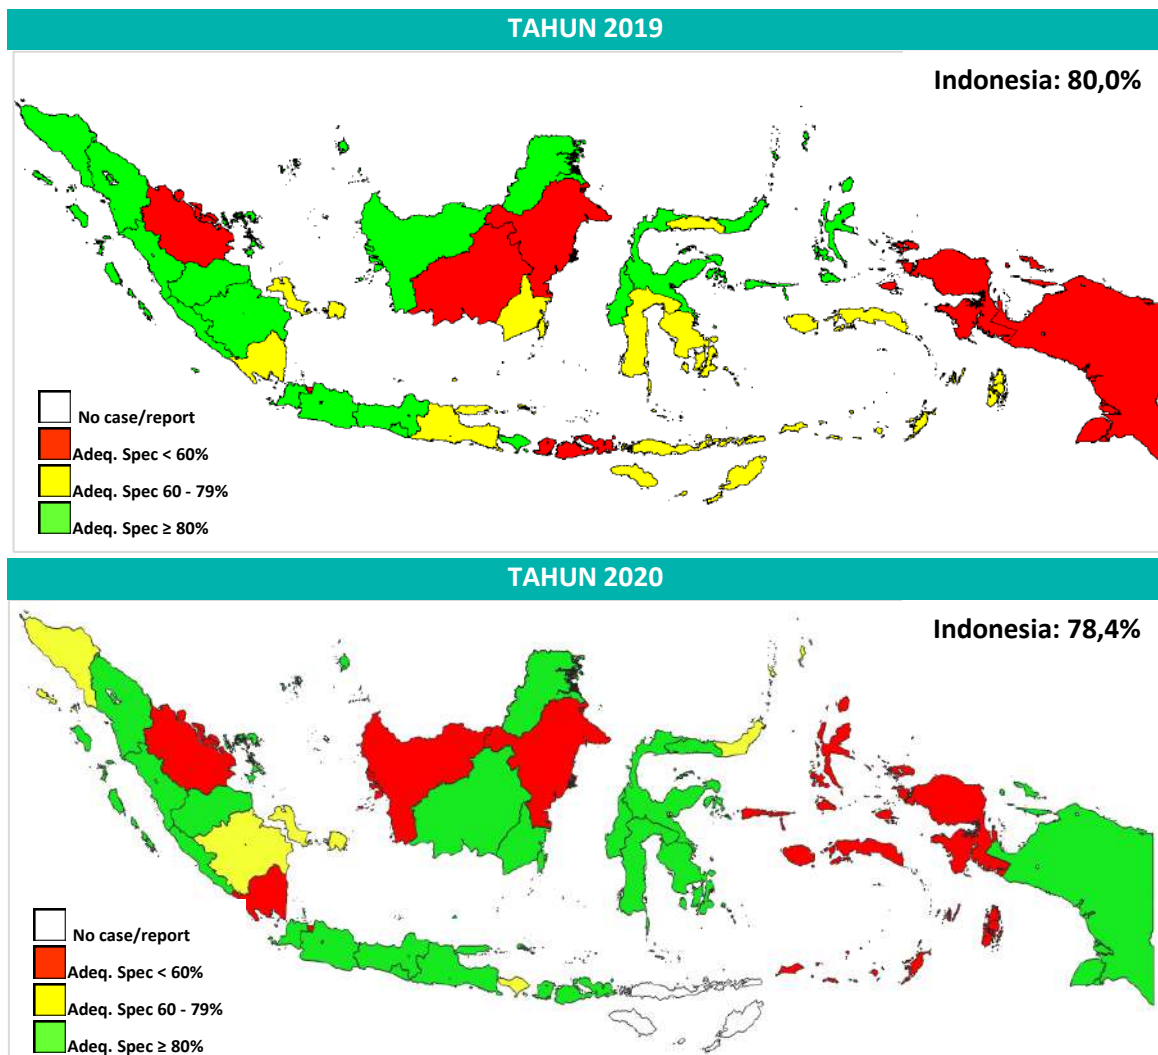 TAHUN 2019
Indonesia: 80,0%
No case/report
Adeq. Spec < 60%
Adeq. Spec 60 - 79%
Adeq. Spec ≥ 80%
TAHUN 2020
Indonesia: 78,4%
No case/report
Adeq. Spec < 60%
Adeq. Spec 60 - 79%
Adeq. Spec ≥ 80%